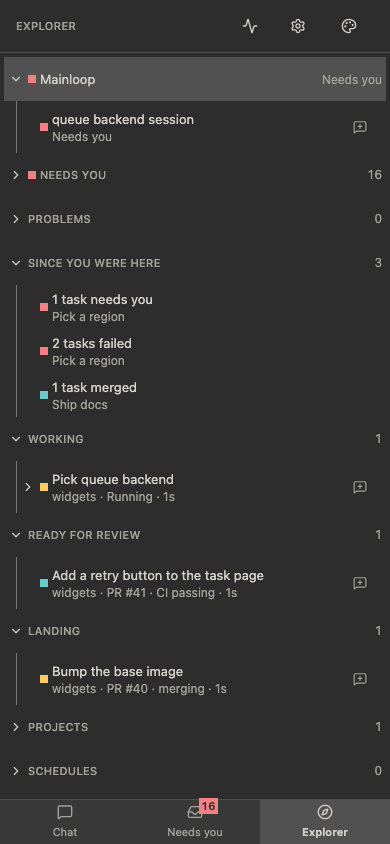 EXPLORER
Mainloop Needs you
queue backend session
Needs you
NEEDS YOU 16
PROBLEMS 0
SINCE YOU WERE HERE 3
1 task needs you
Pick a region
2 tasks failed
Pick a region
1 task merged
Ship docs
WORKING 1
Pick queue backend
widgets · Running · 1s
READY FOR REVIEW 1
Add a retry button to the task page
widgets · PR #41 · CI passing · 1s
LANDING 1
Bump the base image
widgets · PR #40 · merging · 1s
PROJECTS 1
SCHEDULES 0
16
Chat Needs you Explorer